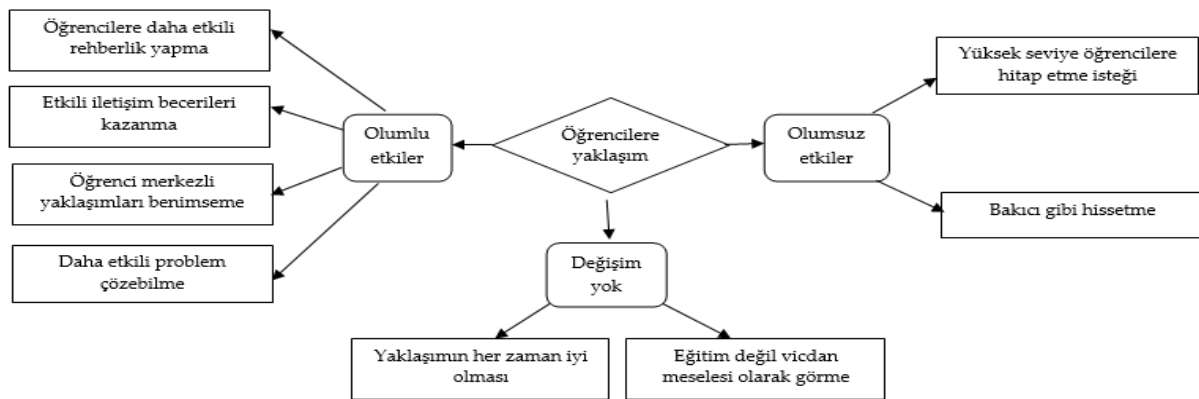 Öğrencilere daha etkili
rehberlik yapma
Etkili iletişim becerileri
kazanma
Öğrenci merkezli
yaklaşımları benimseme
Daha etkili problem
çözebilme
Olumlu
etkiler
Öğrencilere
yaklaşım
Olumsuz
etkiler
Yüksek seviye öğrencilere
hitap etme isteği
Bakıcı gibi hissetme
Değişim
yok
Yaklaşımın her zaman iyi
olması
Eğitim değil vicdan
meselesi olarak görme